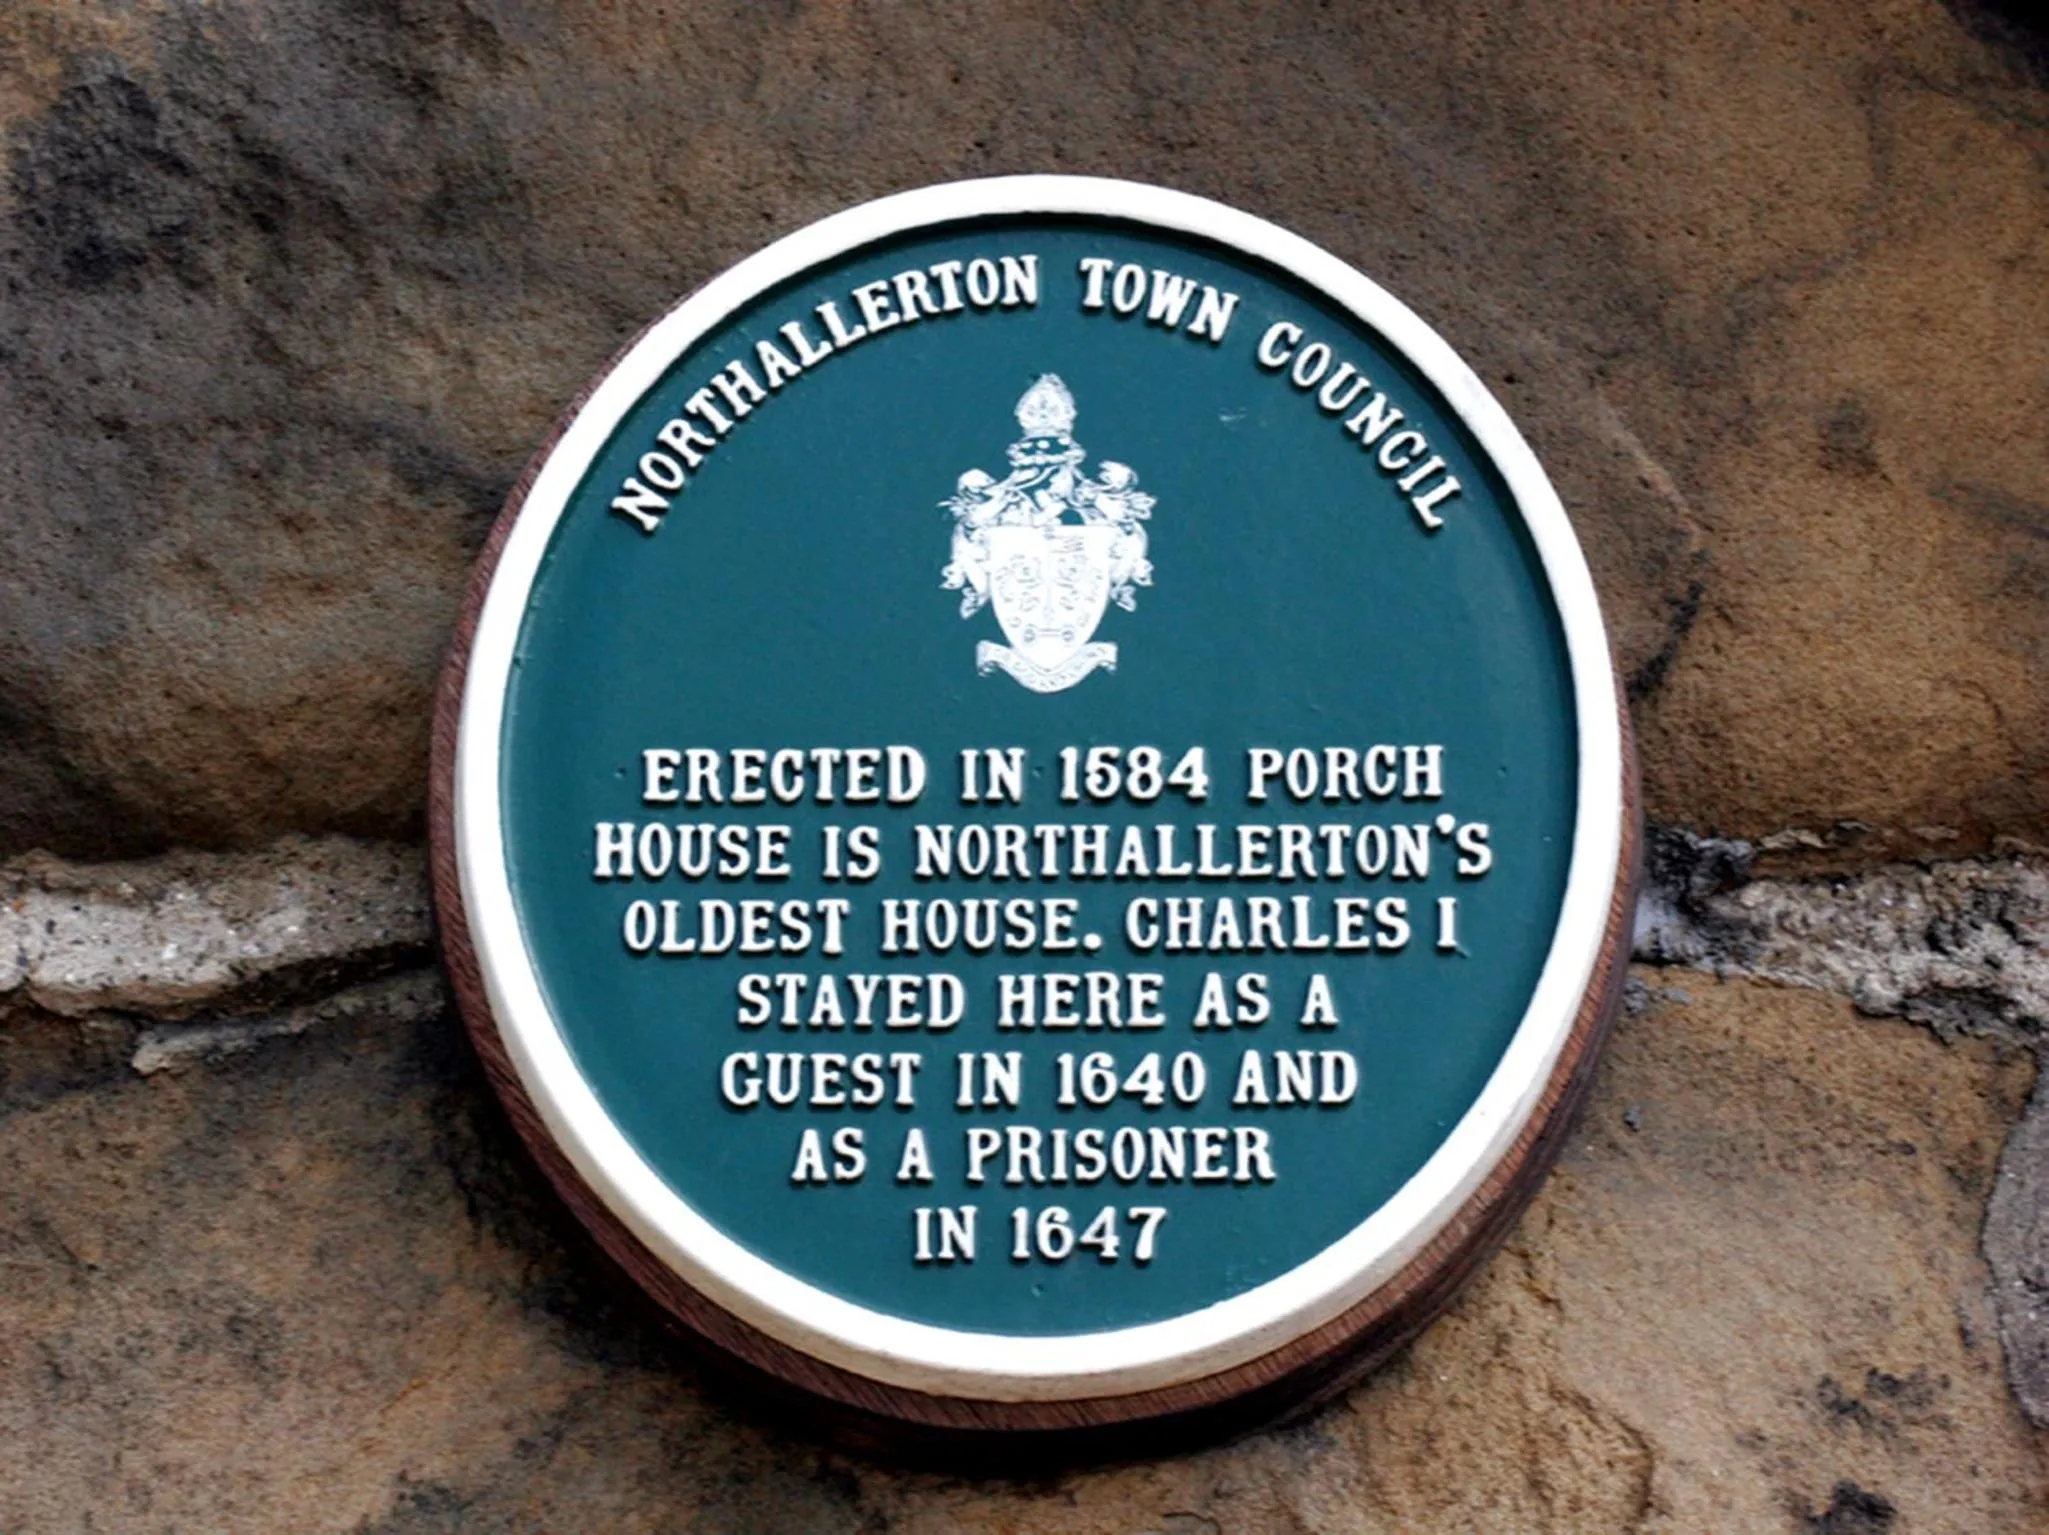 NORTHALLERTON TOWN COUNCIL
ERECTED IN 1584 PORCH
HOUSE IS NORTHALLERTON'S
OLDEST HOUSE. CHARLES I
STAYED HERE AS A
GUEST IN 1640 AND
AS A PRISONER
IN 1647